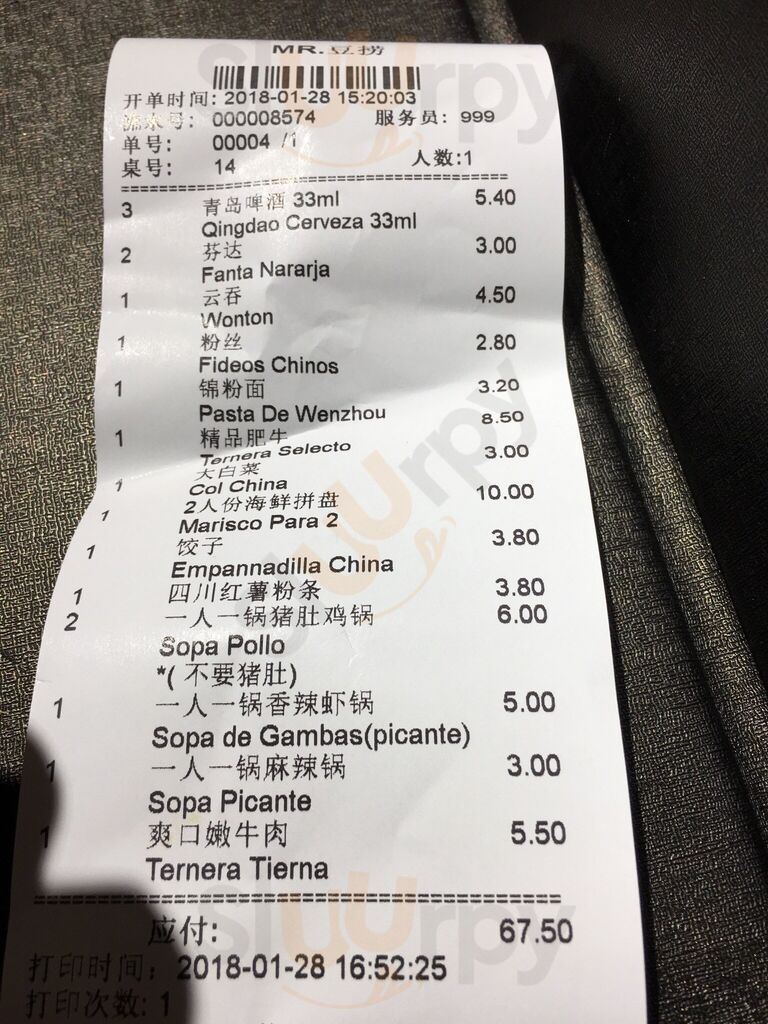 MR.豆捞
开单时间: 2018-01-28 15:20:03
流水号: 000008574 服务员: 999
单号: 00004 /1
桌号: 14 人数:1
3 青岛啤酒 33ml 5.40
Qingdao Cerveza 33ml
2 芬达 3.00
Fanta Nararja
1 云吞 4.50
Wonton
1 粉丝 2.80
Fideos Chinos
1 锦粉面 3.20
Pasta De Wenzhou
1 精品肥牛 8.50
Ternera Selecto
1 大白菜 3.00
Col China
1 2人份海鲜拼盘 10.00
Marisco Para 2
1 饺子 3.80
Empannadilla China
1 四川红薯粉条 3.80
2 一人一锅猪肚鸡锅 6.00
Sopa Pollo
*( 不要猪肚)
1 一人一锅香辣虾锅 5.00
Sopa de Gambas(picante)
1 一人一锅麻辣锅 3.00
Sopa Picante
1 爽口嫩牛肉 5.50
Ternera Tierna
应付: 67.50
打印时间: 2018-01-28 16:52:25
打印次数: 1
sluurpy
sluurpy
sluurpy